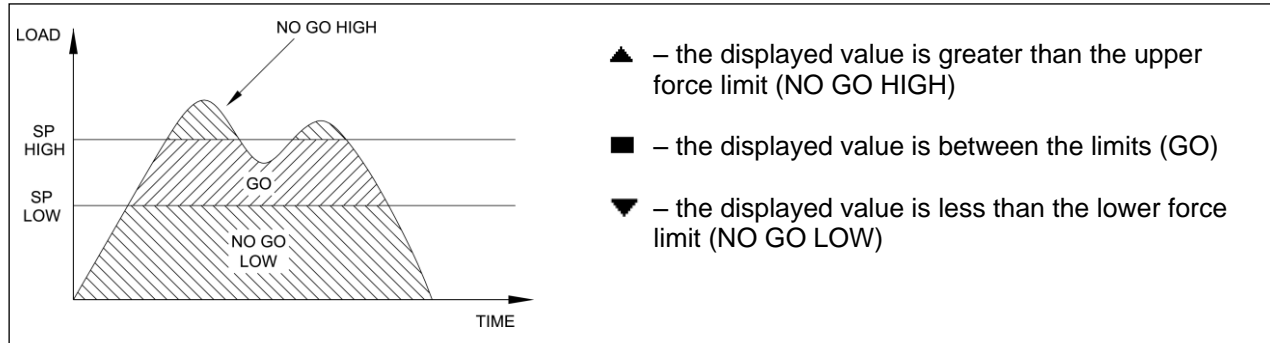 LOAD
NO GO HIGH
SP
HIGH
GO
SP
LOW
NO GO
LOW
TIME
▲ – the displayed value is greater than the upper
force limit (NO GO HIGH)
■ – the displayed value is between the limits (GO)
▼ – the displayed value is less than the lower force
limit (NO GO LOW)